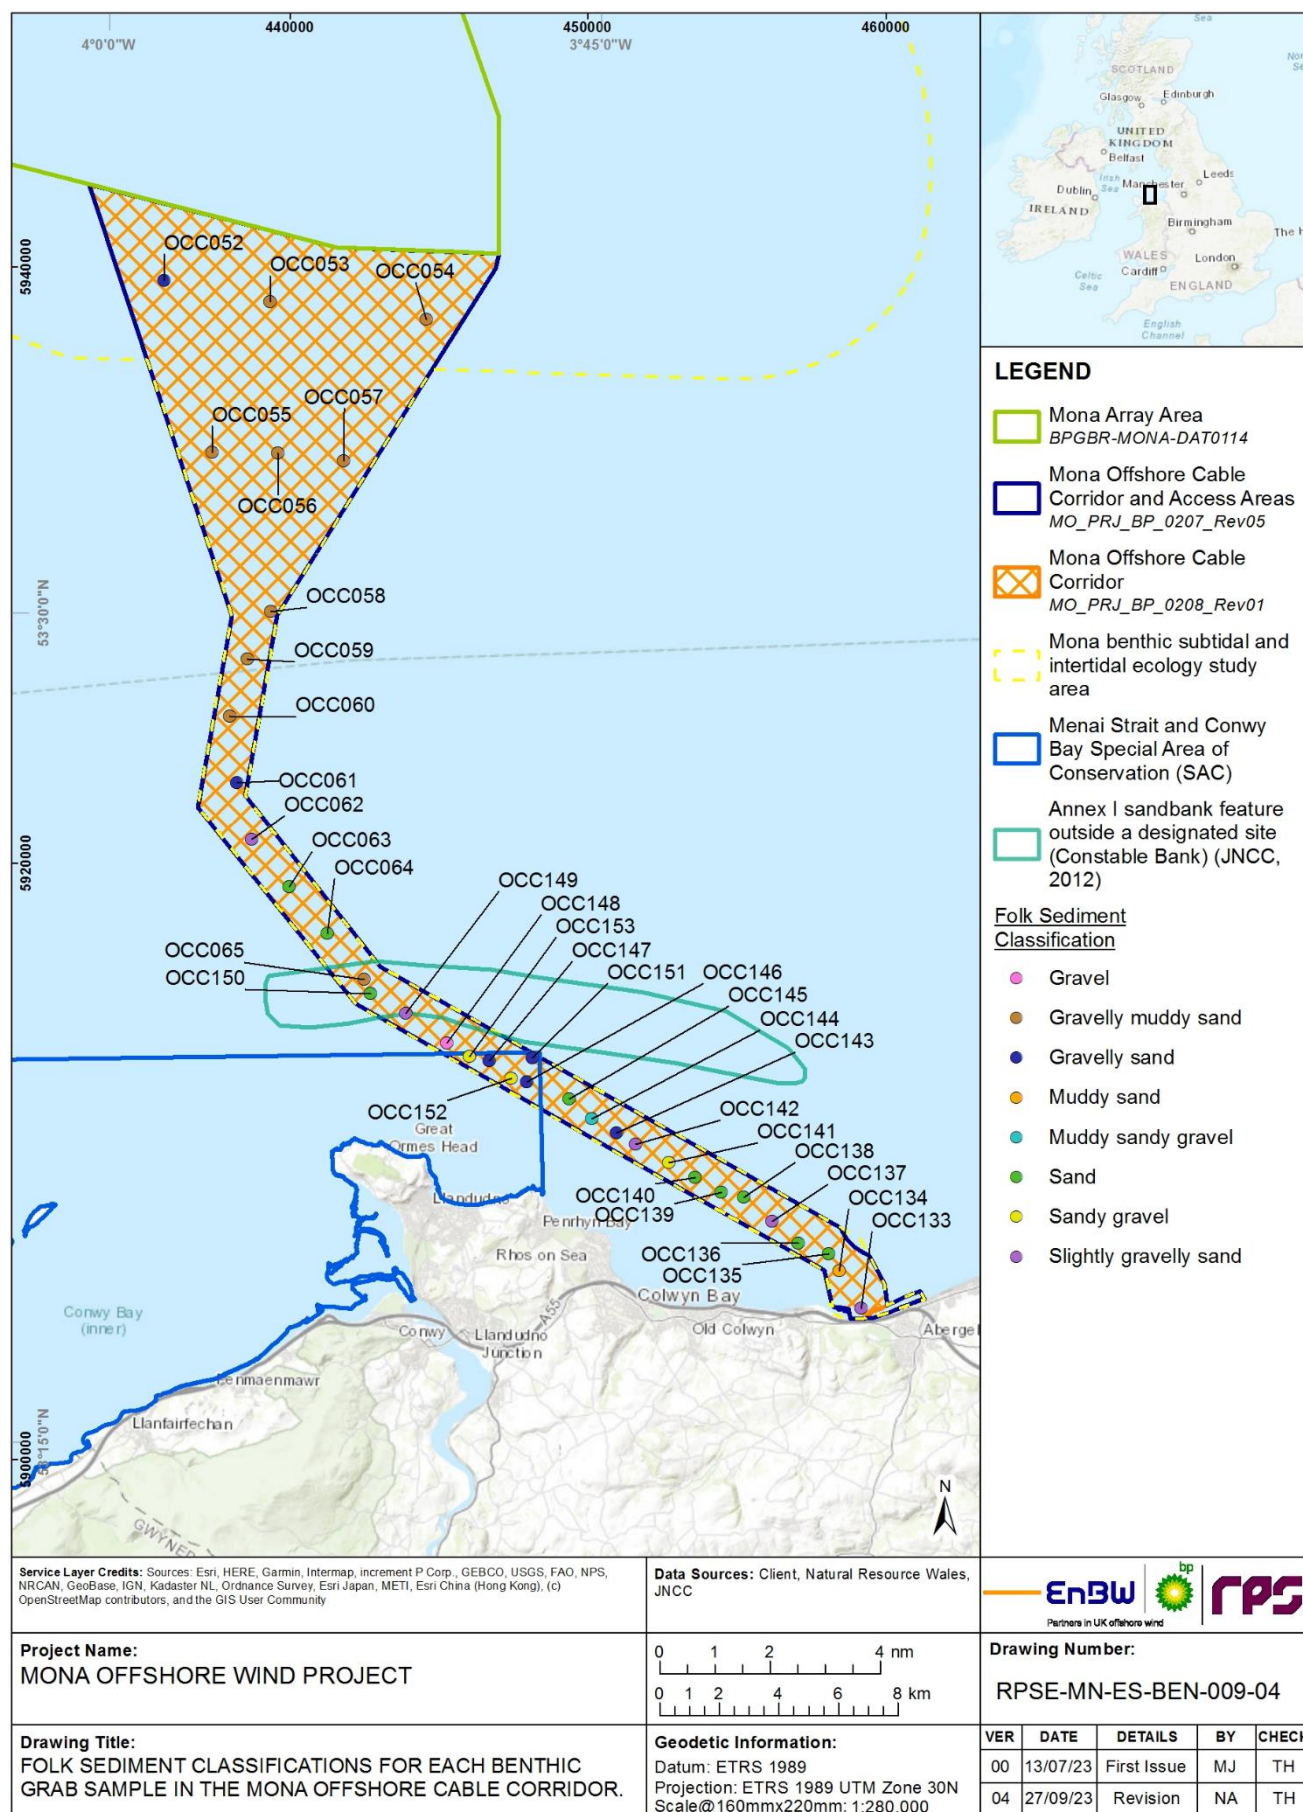 440000
450000
460000
4°0'0"W
3°45'0"W
5940000
53°30'0"N
5920000
5900000
53°15'0"N
OCC052
OCC053
OCC054
OCC057
OCC055
OCC056
OCC058
OCC059
OCC060
OCC061
OCC062
OCC063
OCC064
OCC149
OCC148
OCC153
OCC147
OCC065
OCC151
OCC146
OCC150
OCC145
OCC144
OCC143
OCC152
OCC142
OCC141
OCC138
OCC140
OCC137
OCC139
OCC134
OCC133
OCC136
OCC135
Great
Ormes Head
Llandudno
Penrhyn Bay
Rhos on Sea
Colwyn Bay
A55
Old Colwyn
Abergel
Conwy
Llandudno
Junction
Conwy Bay
(inner)
Penmaenmawr
Llanfairfechan
GWYNED
N
Sea
SCOTLAND
Glasgow
Edinburgh
UNITED
KINGDOM
Belfast
Irish
Sea
Dublin
Manchester
Leeds
IRELAND
Birmingham
The H
WALES
London
Cardiff
Celtic
Sea
ENGLAND
English
Channel
LEGEND
Mona Array Area
BPGBR-MONA-DAT0114
Mona Offshore Cable
Corridor and Access Areas
MO_PRJ_BP_0207_Rev05
Mona Offshore Cable
Corridor
MO_PRJ_BP_0208_Rev01
Mona benthic subtidal and
intertidal ecology study
area
Menai Strait and Conwy
Bay Special Area of
Conservation (SAC)
Annex I sandbank feature
outside a designated site
(Constable Bank) (JNCC,
2012)
Folk Sediment
Classification
Gravel
Gravelly muddy sand
Gravelly sand
Muddy sand
Muddy sandy gravel
Sand
Sandy gravel
Slightly gravelly sand
Service Layer Credits: Sources: Esri, HERE, Garmin, Intermap, increment P Corp., GEBCO, USGS, FAO, NPS,
NRCAN, GeoBase, IGN, Kadaster NL, Ordnance Survey, Esri Japan, METI, Esri China (Hong Kong), (c)
OpenStreetMap contributors, and the GIS User Community
Data Sources: Client, Natural Resource Wales,
JNCC
EnBW
bp
rps
Partners in UK offshore wind
Project Name:
MONA OFFSHORE WIND PROJECT
0 1 2 4 nm
0 1 2 4 6 8 km
Drawing Number:
RPSE-MN-ES-BEN-009-04
Drawing Title:
FOLK SEDIMENT CLASSIFICATIONS FOR EACH BENTHIC
GRAB SAMPLE IN THE MONA OFFSHORE CABLE CORRIDOR.
Geodetic Information:
Datum: ETRS 1989
Projection: ETRS 1989 UTM Zone 30N
Scale@160mmx220mm: 1:280,000
VER DATE DETAILS BY CHECK
00 13/07/23 First Issue MJ TH
04 27/09/23 Revision NA TH